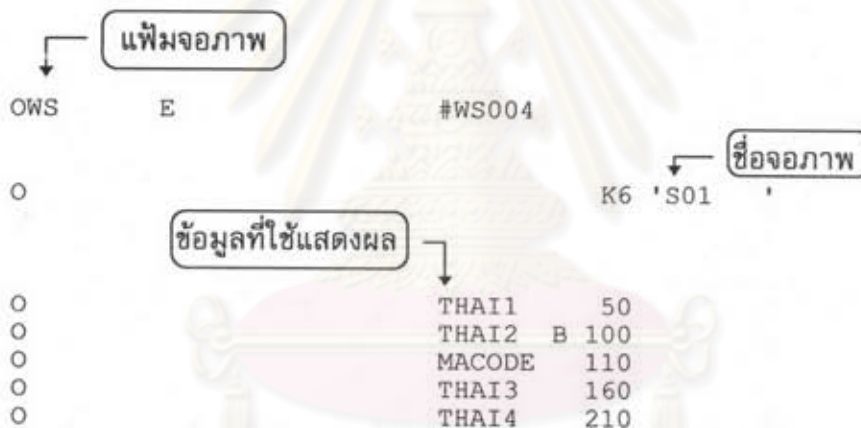 แฟ้มจอภาพ
OWS E #WS004
ชื่อจอภาพ
O K6 'S01 '
ข้อมูลที่ใช้แสดงผล
O THAI1 50
O THAI2 B 100
O MACODE 110
O THAI3 160
O THAI4 210